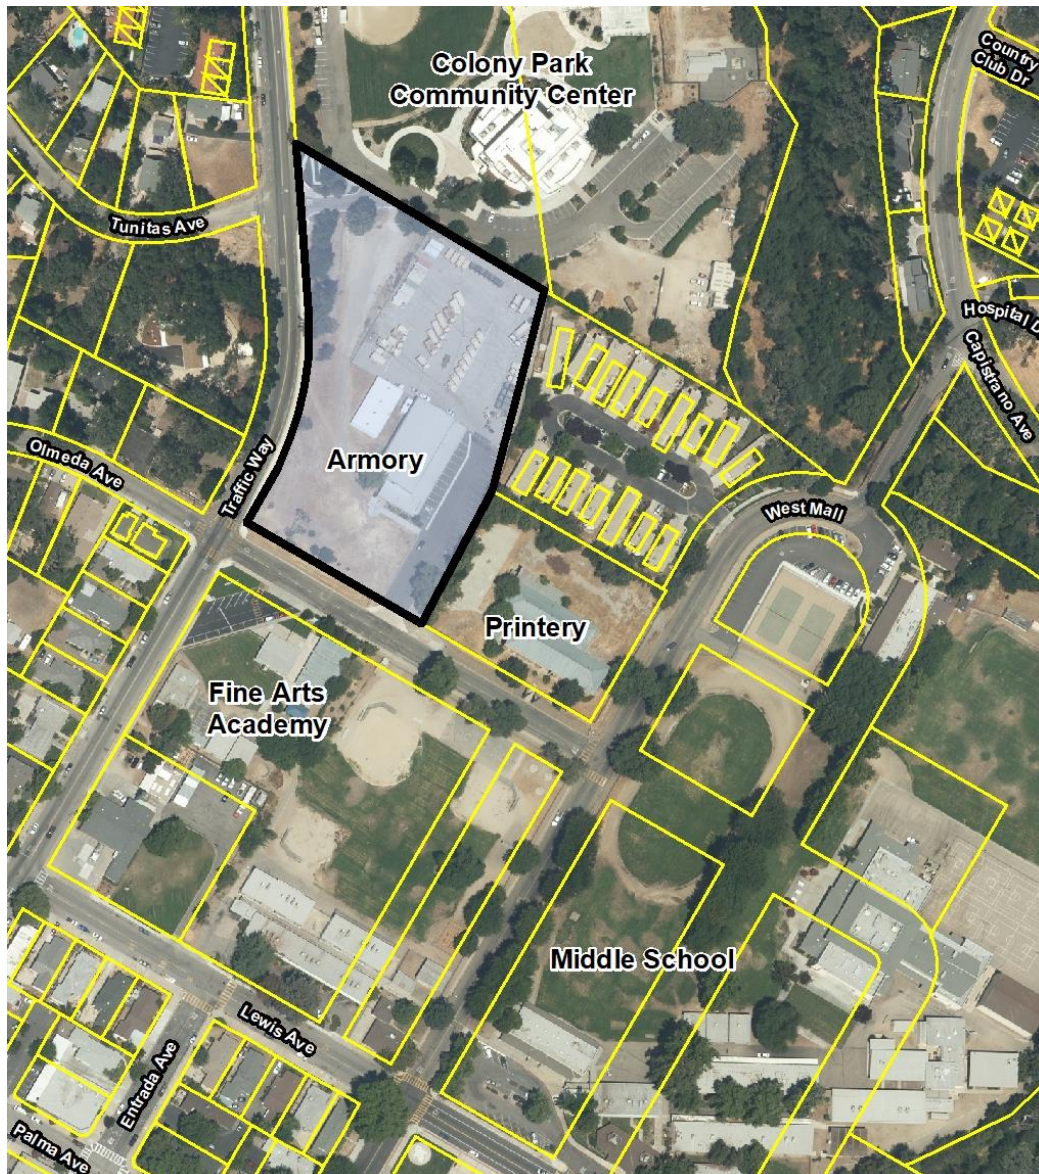 Colony Park
Community Center
Country
Club Dr
Tunitas Ave
Hospital D
Capistrano Ave
Olmeda Ave
Traffic Way
Armory
West Mall
Printery
Fine Arts
Academy
Middle School
Lewis Ave
Entrada Ave
Palma Ave